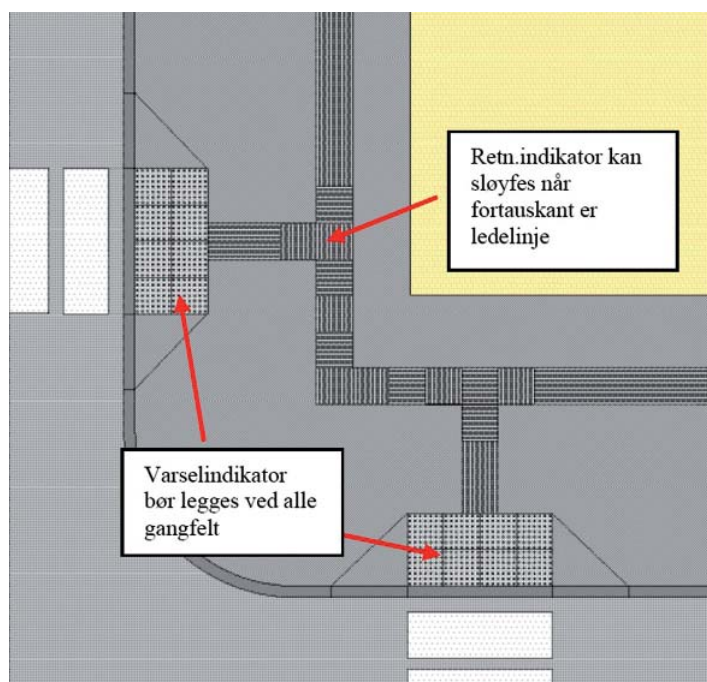 Retn.indikator kan
sløyfes når
fortauskant er
ledelinje
Varselindikator
bør legges ved alle
gangfelt